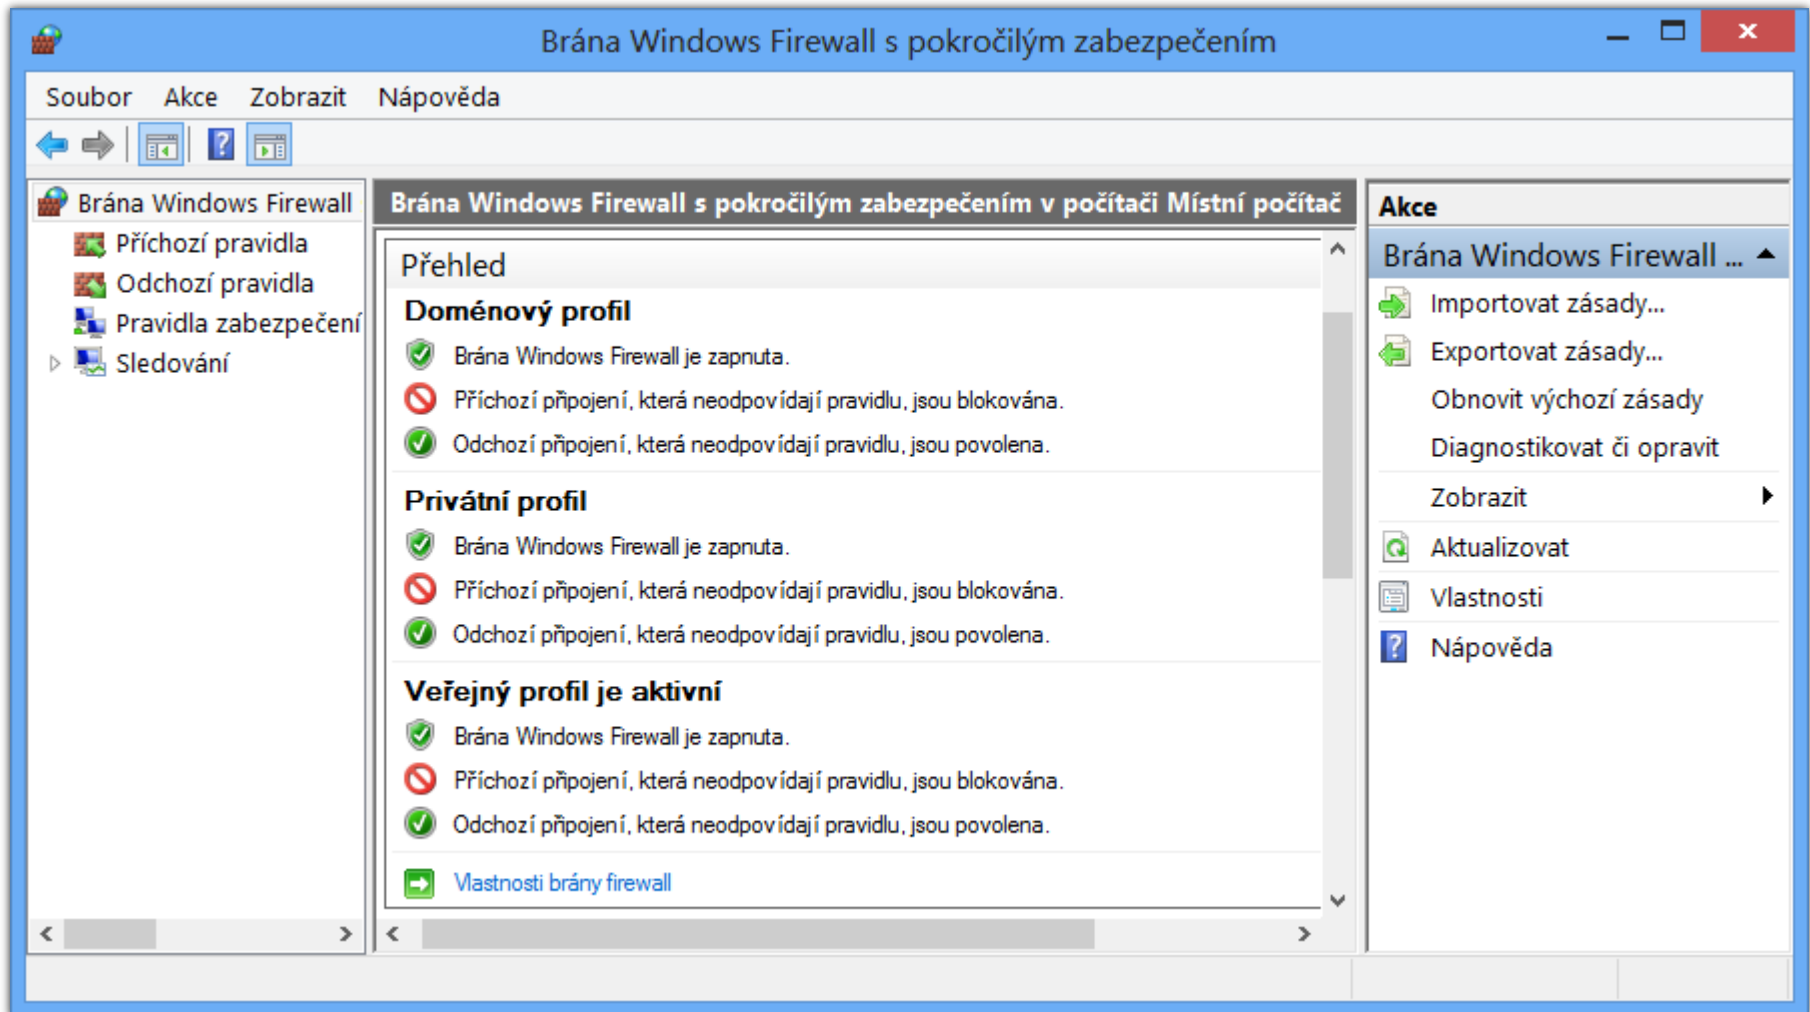 Brána Windows Firewall s pokročilým zabezpečením
Soubor Akce Zobrazit Nápověda
Brána Windows Firewall
Příchozí pravidla
Odchozí pravidla
Pravidla zabezpečení
Sledování
Brána Windows Firewall s pokročilým zabezpečením v počítači Místní počítač
Přehled
Doménový profil
Brána Windows Firewall je zapnuta.
Příchozí připojení, která neodpovídají pravidlu, jsou blokována.
Odchozí připojení, která neodpovídají pravidlu, jsou povolena.
Privátní profil
Brána Windows Firewall je zapnuta.
Příchozí připojení, která neodpovídají pravidlu, jsou blokována.
Odchozí připojení, která neodpovídají pravidlu, jsou povolena.
Veřejný profil je aktivní
Brána Windows Firewall je zapnuta.
Příchozí připojení, která neodpovídají pravidlu, jsou blokována.
Odchozí připojení, která neodpovídají pravidlu, jsou povolena.
Vlastnosti brány firewall
Akce
Brána Windows Firewall ...
Importovat zásady...
Exportovat zásady...
Obnovit výchozí zásady
Diagnostikovat či opravit
Zobrazit
Aktualizovat
Vlastnosti
Nápověda